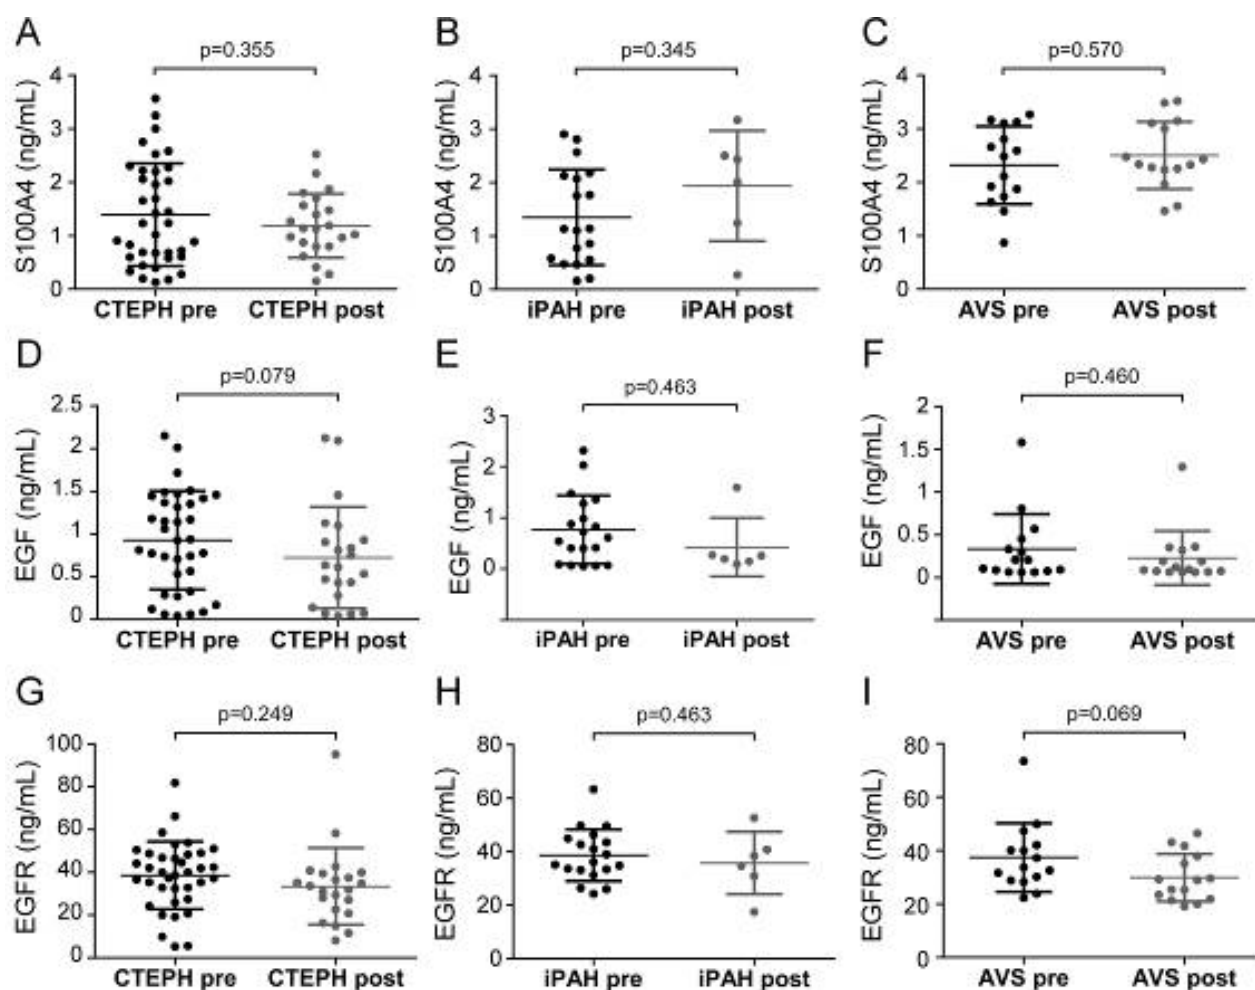 A
B
C
p=0.355
p=0.345
p=0.570
S100A4 (ng/mL)
4
3
2
1
0
CTEPH pre CTEPH post
S100A4 (ng/mL)
4
3
2
1
0
iPAH pre iPAH post
S100A4 (ng/mL)
4
3
2
1
0
AVS pre AVS post
D
E
F
p=0.079
p=0.463
p=0.460
EGF (ng/mL)
2.5
2
1.5
1
0.5
0
CTEPH pre CTEPH post
EGF (ng/mL)
3
2
1
0
iPAH pre iPAH post
EGF (ng/mL)
2
1.5
1
0.5
0
AVS pre AVS post
G
H
I
p=0.249
p=0.463
p=0.069
EGFR (ng/mL)
100
80
60
40
20
0
CTEPH pre CTEPH post
EGFR (ng/mL)
80
60
40
20
0
iPAH pre iPAH post
EGFR (ng/mL)
80
60
40
20
0
AVS pre AVS post